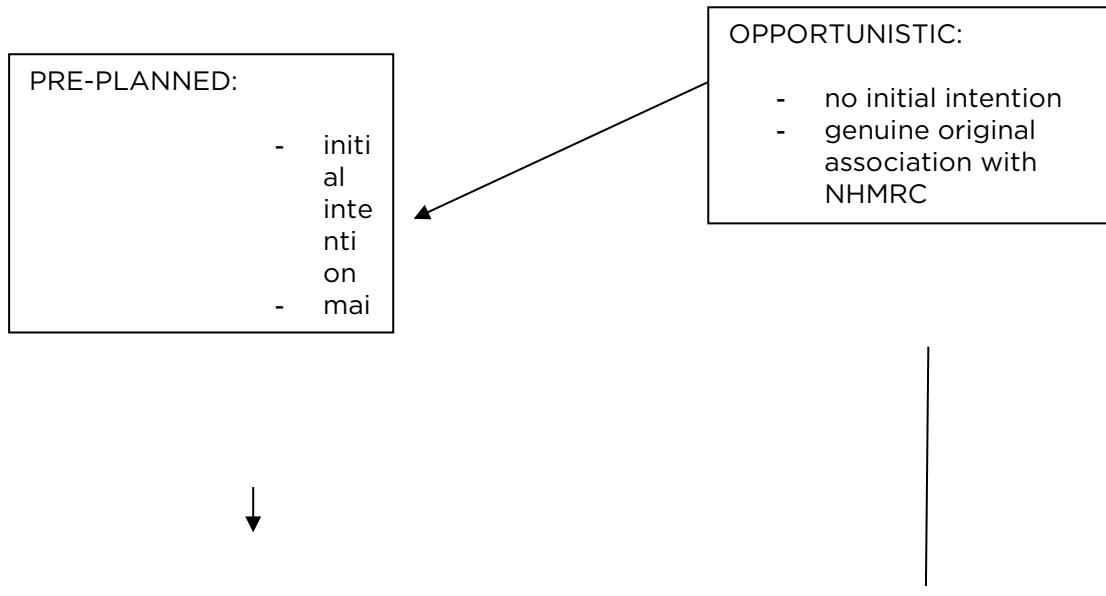 PRE-PLANNED:
- initi
al
inte
nti
on
- mai
OPPORTUNISTIC:
- no initial intention
- genuine original
association with
NHMRC